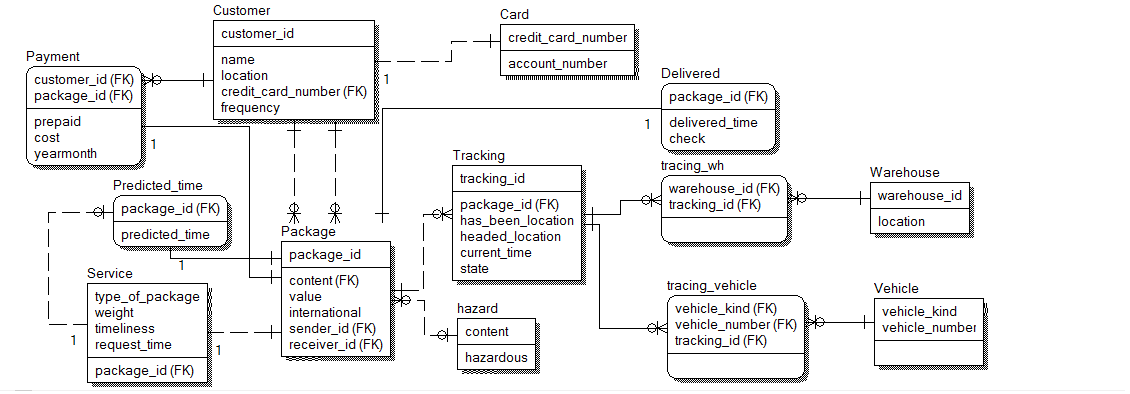 Customer
customer_id
name
location
credit_card_number (FK)
frequency
1
Card
credit_card_number
account_number
Payment
customer_id (FK)
package_id (FK)
prepaid
cost
yearmonth
1
Delivered
package_id (FK)
delivered_time
check
1
Tracking
tracking_id
package_id (FK)
has_been_location
headed_location
current_time
state
tracing_wh
warehouse_id (FK)
tracking_id (FK)
Warehouse
warehouse_id
location
Predicted_time
package_id (FK)
predicted_time
1
Package
package_id
content (FK)
value
international
sender_id (FK)
receiver_id (FK)
Service
type_of_package
weight
timeliness
request_time
package_id (FK)
1
1
hazard
content
hazardous
tracing_vehicle
vehicle_kind (FK)
vehicle_number (FK)
tracking_id (FK)
Vehicle
vehicle_kind
vehicle_number